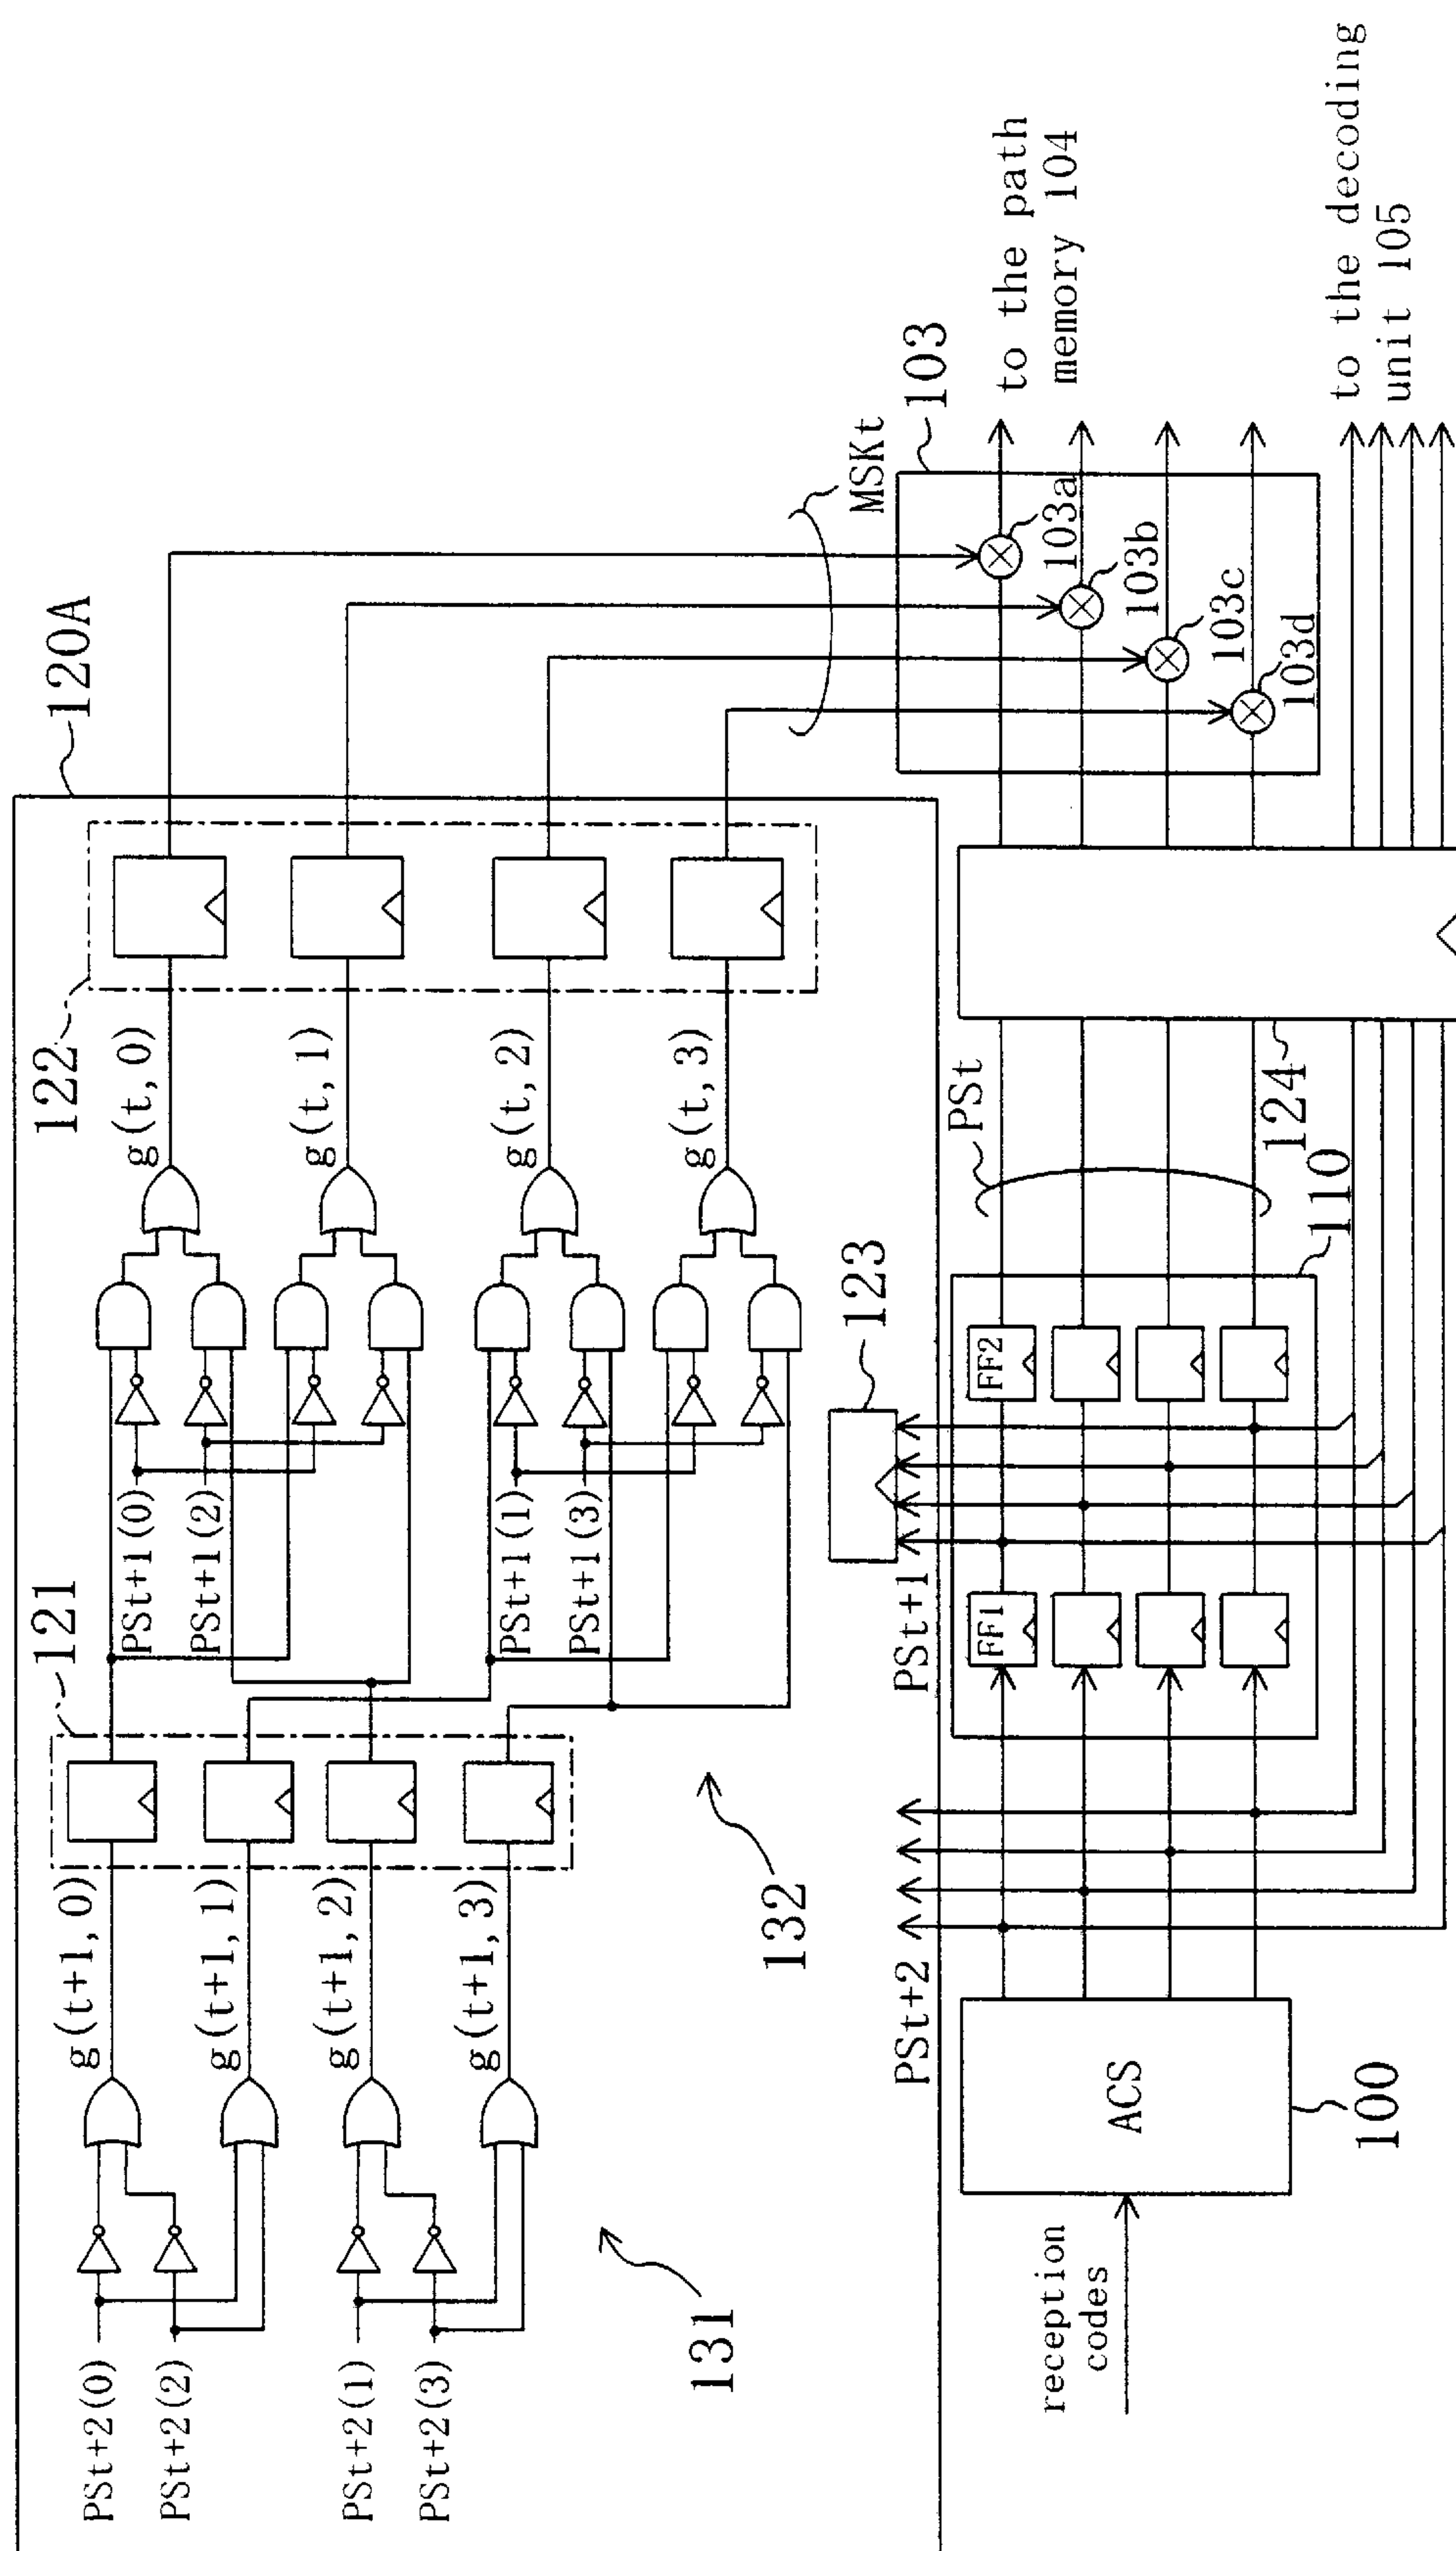 120A
121
122
PSt+2(0)
PSt+2(2)
PSt+2(1)
PSt+2(3)
g(t+1,0)
g(t+1,1)
g(t+1,2)
g(t+1,3)
PSt+1(0)
PSt+1(2)
PSt+1(1)
PSt+1(3)
g(t,0)
g(t,1)
g(t,2)
g(t,3)
131
132
123
MSKt
103
103a
103b
103c
103d
to the path
memory 104
to the decoding
unit 105
reception
codes
ACS
100
PSt+2
PSt+1
FF1
FF2
110
PSt
124